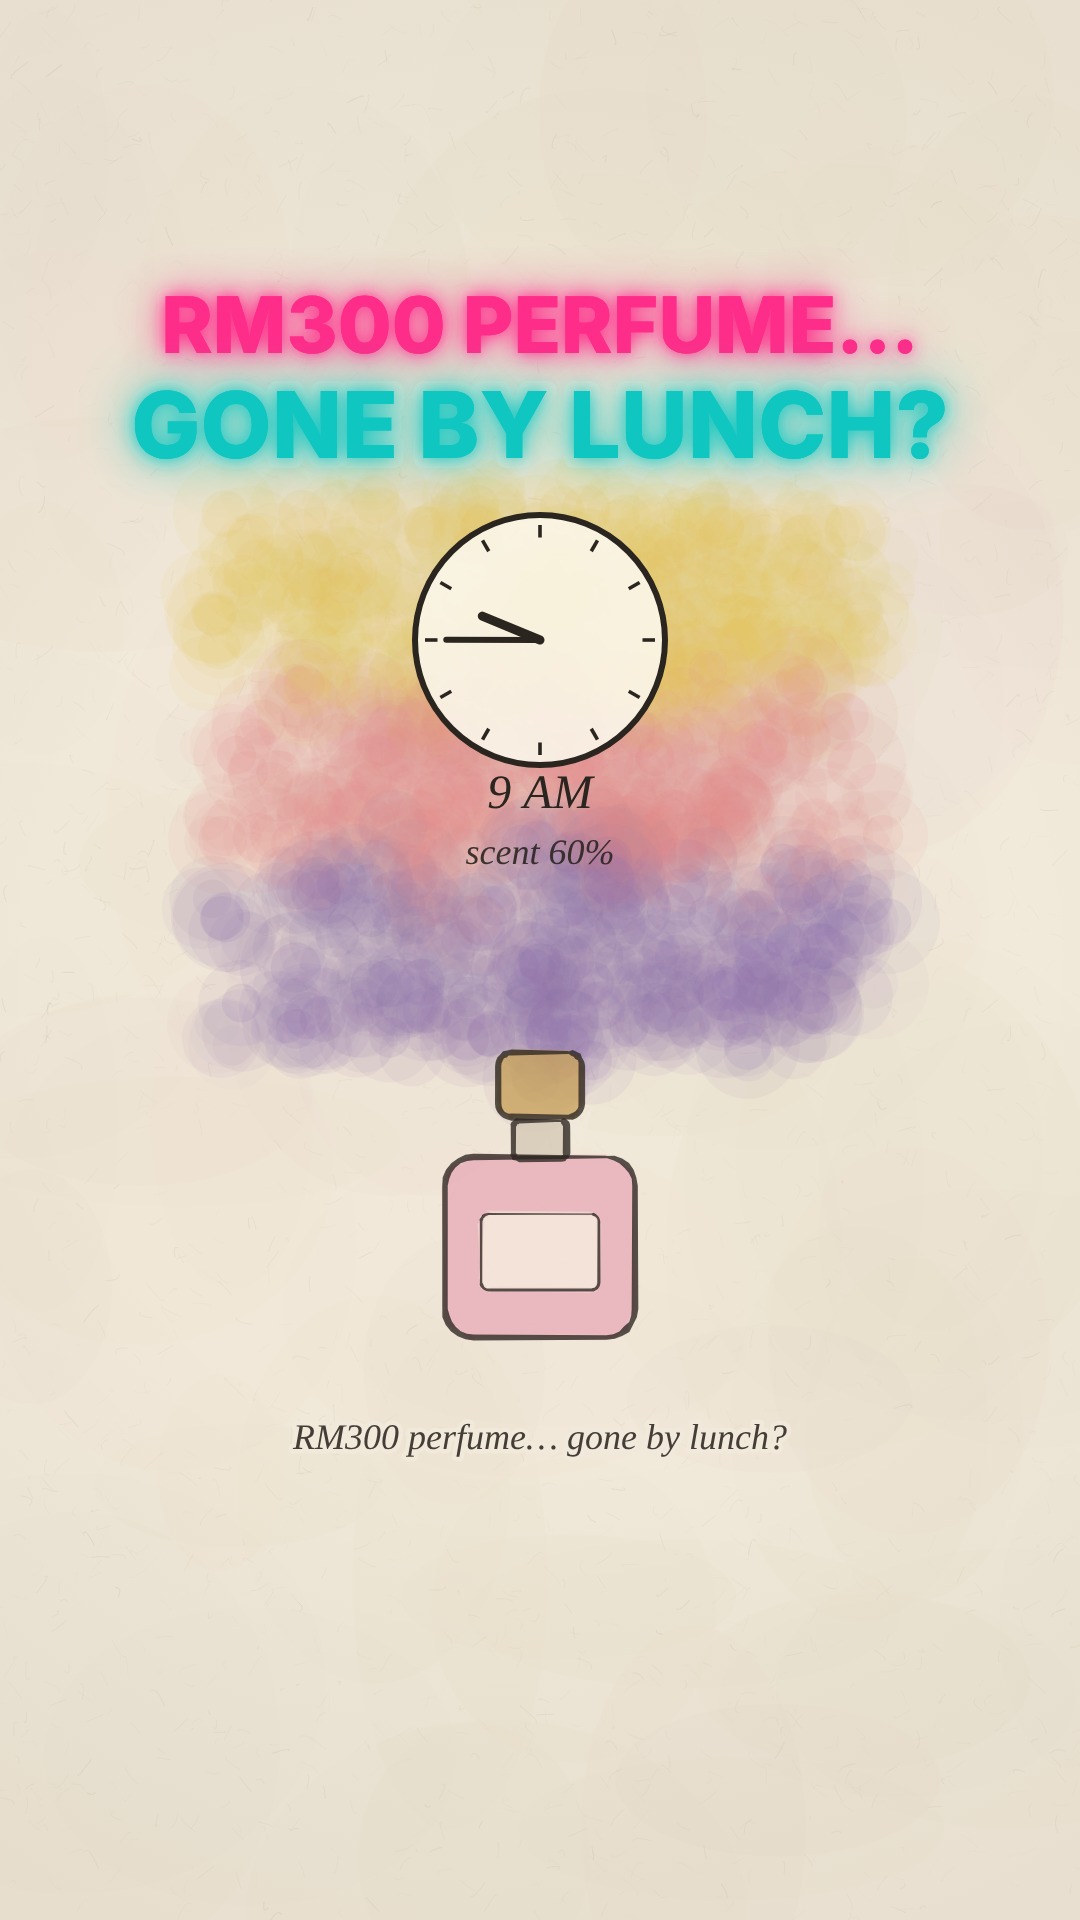 RM300 PERFUME...
GONE BY LUNCH?
9 AM
scent 60%
RM300 perfume… gone by lunch?